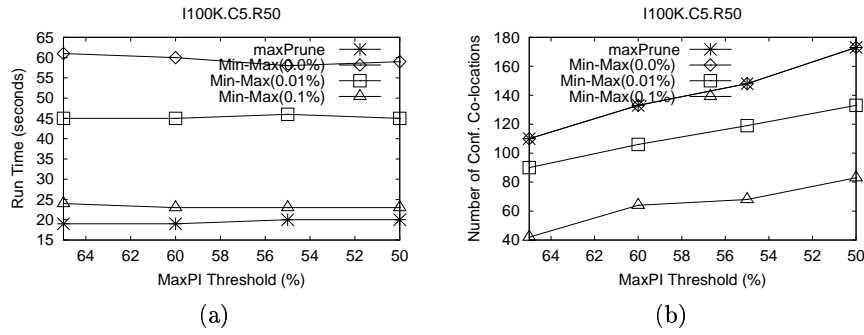 I100K.C5.R50
65
60
55
50
45
40
35
30
25
20
15
Run Time (seconds)
maxPrune
Min-Max(0.0%)
Min-Max(0.01%)
Min-Max(0.1%)
64 62 60 58 56 54 52 50
MaxPI Threshold (%)
(a)
I100K.C5.R50
180
160
140
120
100
80
60
40
Number of Conf. Co-locations
maxPrune
Min-Max(0.0%)
Min-Max(0.01%)
Min-Max(0.1%)
64 62 60 58 56 54 52 50
MaxPI Threshold (%)
(b)